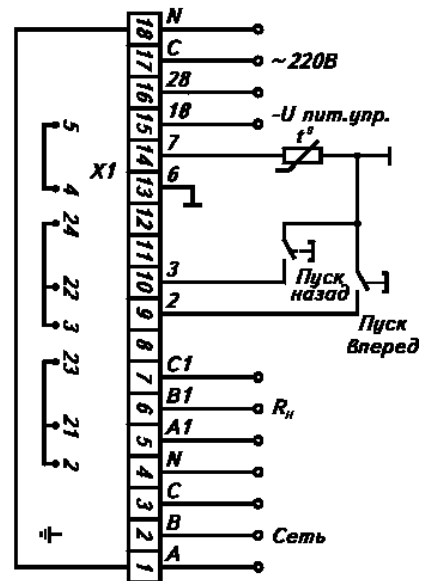 18 N
17 C ~220В
16 28
15 18 -U пит.упр.
5
14 7 t°
X1
4
13 6
24
12
11
22
10 3 Пуск назад
3
9 2 Пуск вперед
8
23
7 C1
6 B1 Rн
21
5 A1
2
4 N
3 C
2 B Сеть
1 A